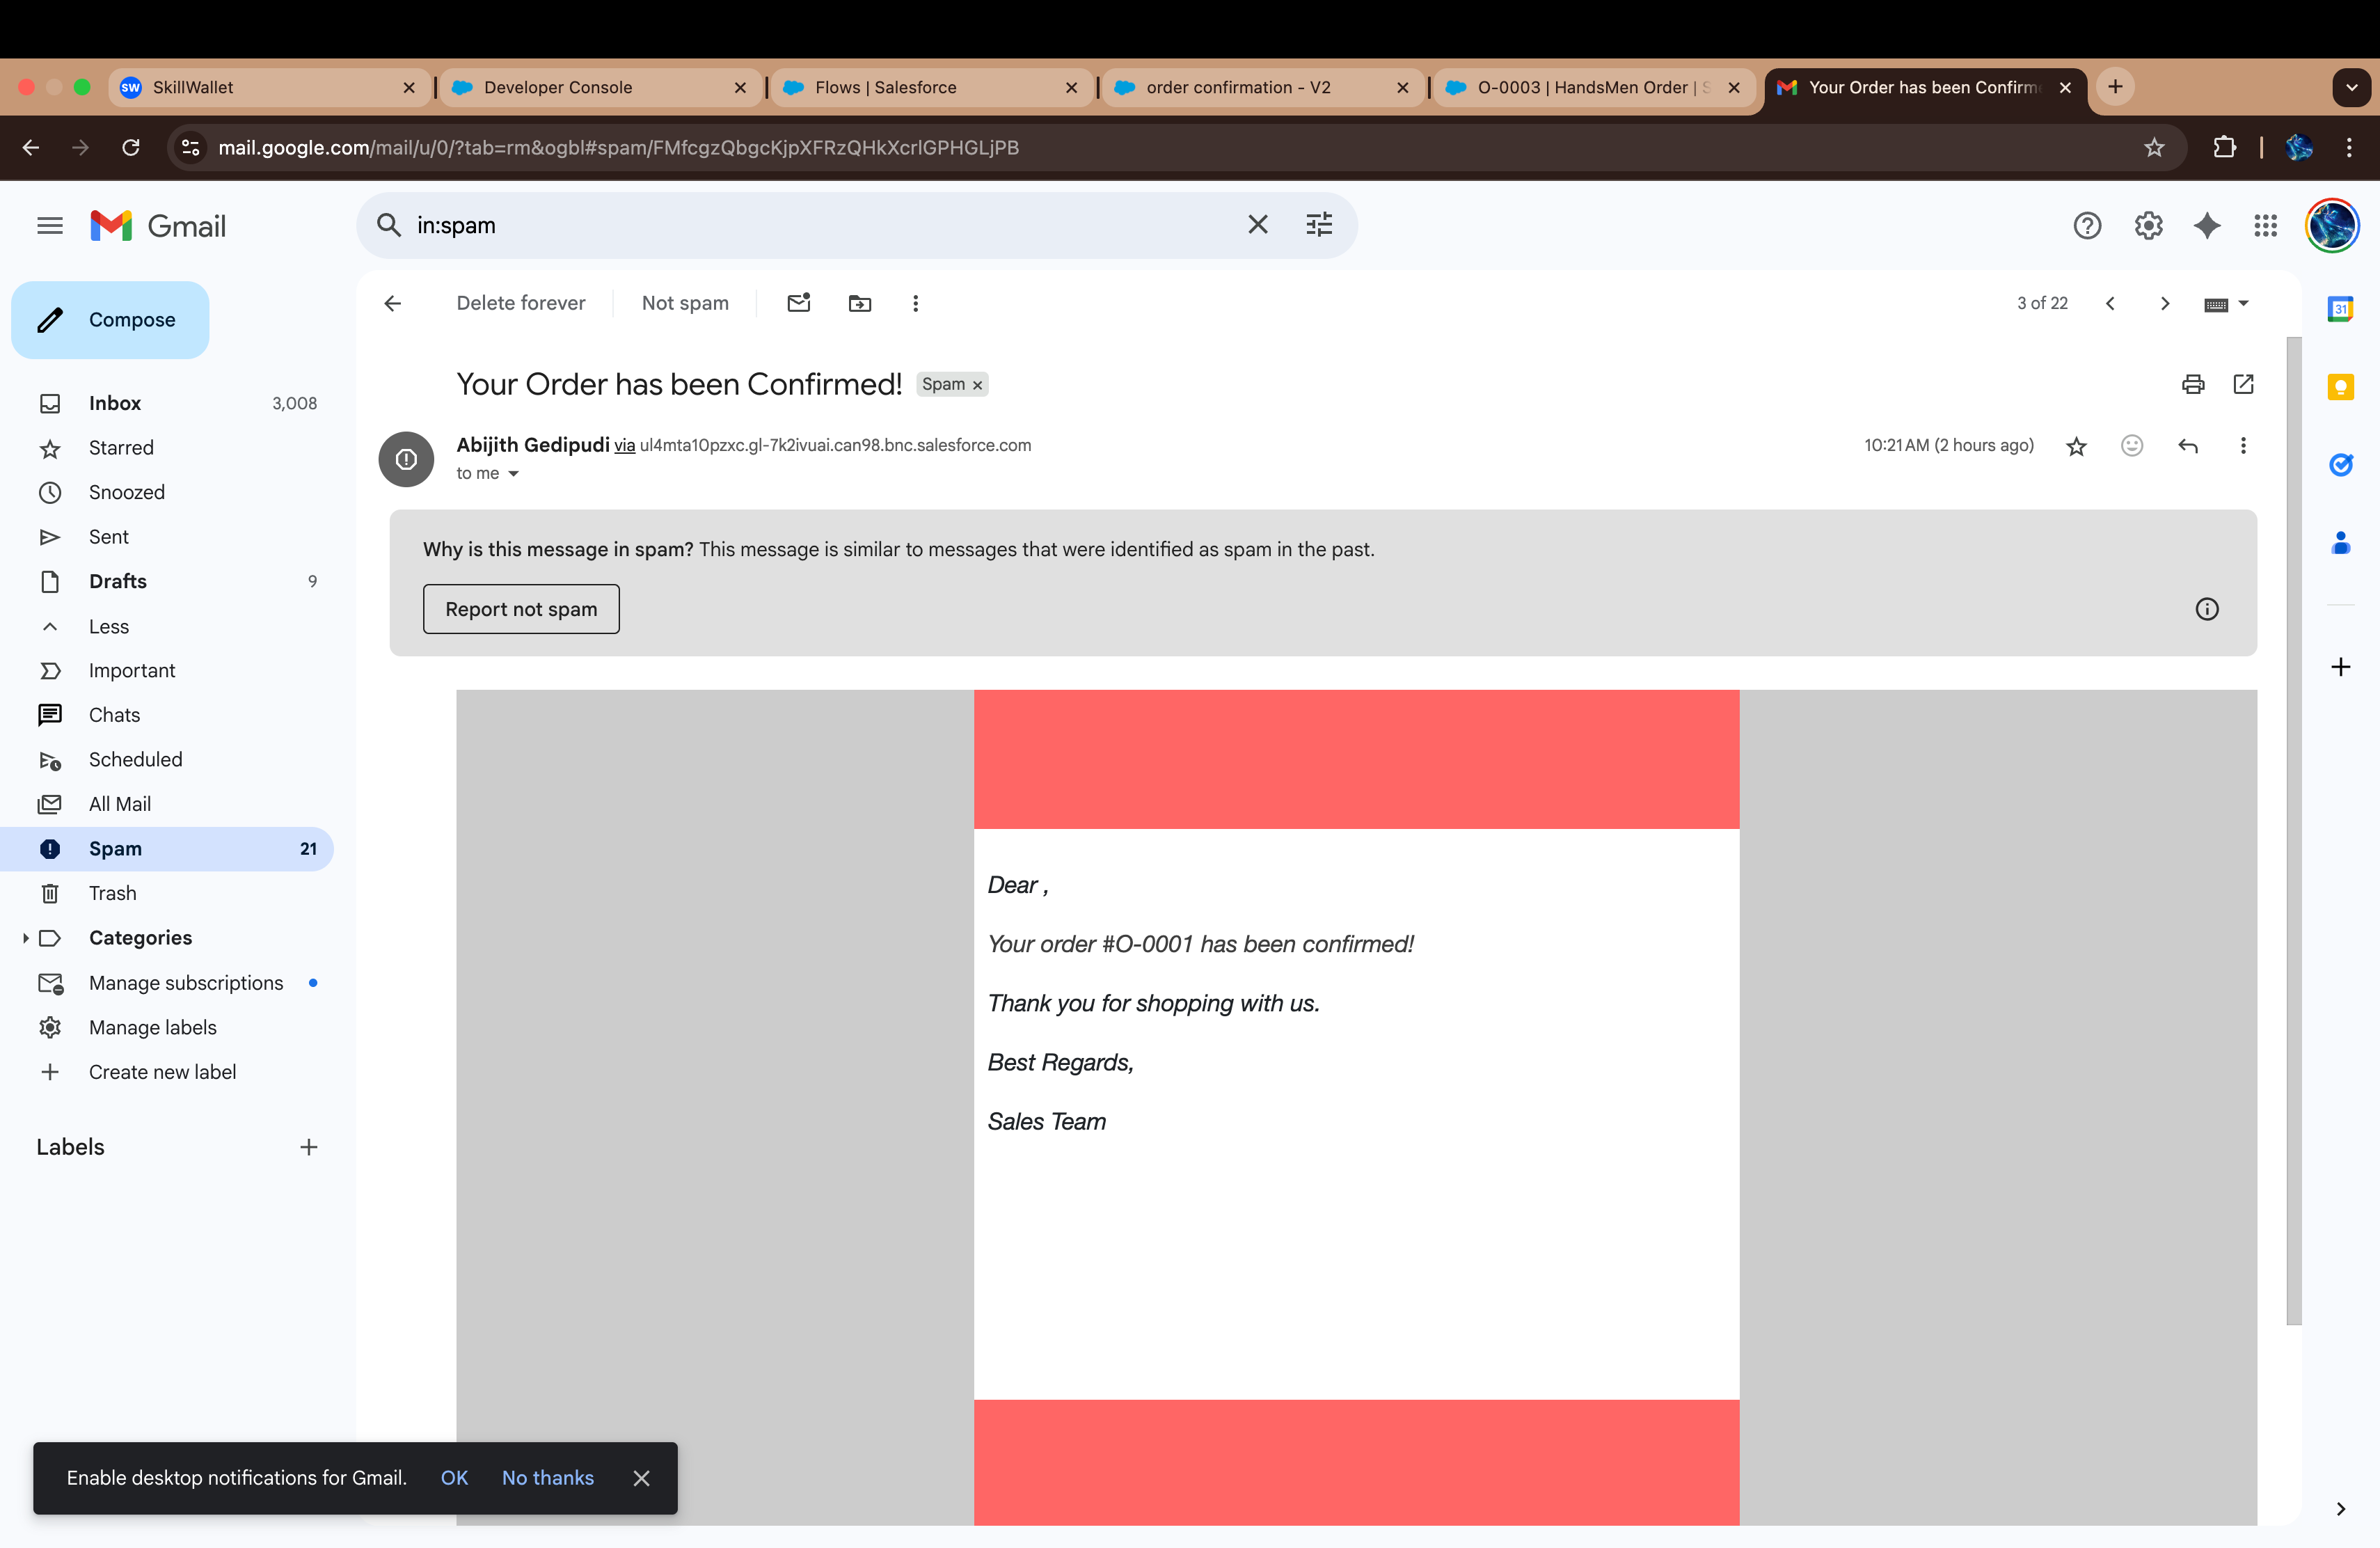 SkillWallet
Developer Console
Flows | Salesforce
order confirmation - V2
O-0003 | HandsMen Order |
Your Order has been Confirm
mail.google.com/mail/u/0/?tab=rm&ogbl#spam/FMfcgzQbgcKjpXFRzQHkXcrlGPHGLjPB
Gmail
in:spam
Compose
Delete forever
Not spam
3 of 22
Inbox 3,008
Starred
Snoozed
Sent
Drafts 9
Less
Important
Chats
Scheduled
All Mail
Spam 21
Trash
Categories
Manage subscriptions
Manage labels
Create new label
Labels
Your Order has been Confirmed!
Spam
Abijith Gedipudi via ul4mta10pzxc.gl-7k2ivuai.can98.bnc.salesforce.com
10:21 AM (2 hours ago)
to me
Why is this message in spam? This message is similar to messages that were identified as spam in the past.
Report not spam
Dear ,
Your order #O-0001 has been confirmed!
Thank you for shopping with us.
Best Regards,
Sales Team
Enable desktop notifications for Gmail. OK No thanks
SW
31